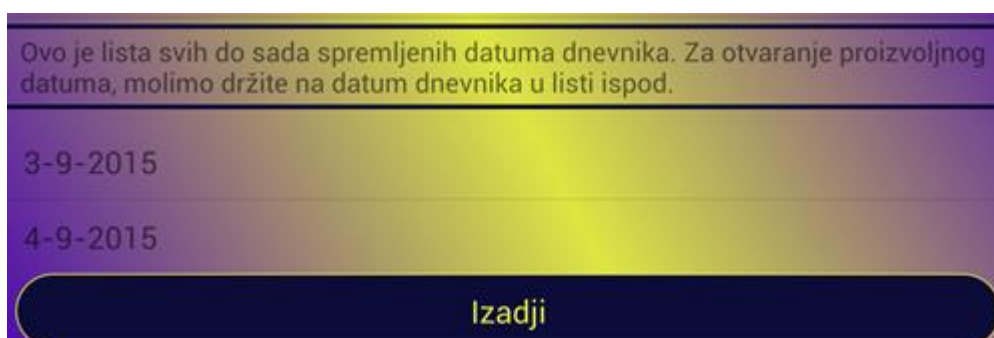 Ovo je lista svih do sada spremljenih datuma dnevnika. Za otvaranje proizvoljnog
datuma, molimo držite na datum dnevnika u listi ispod.
3-9-2015
4-9-2015
Izadji